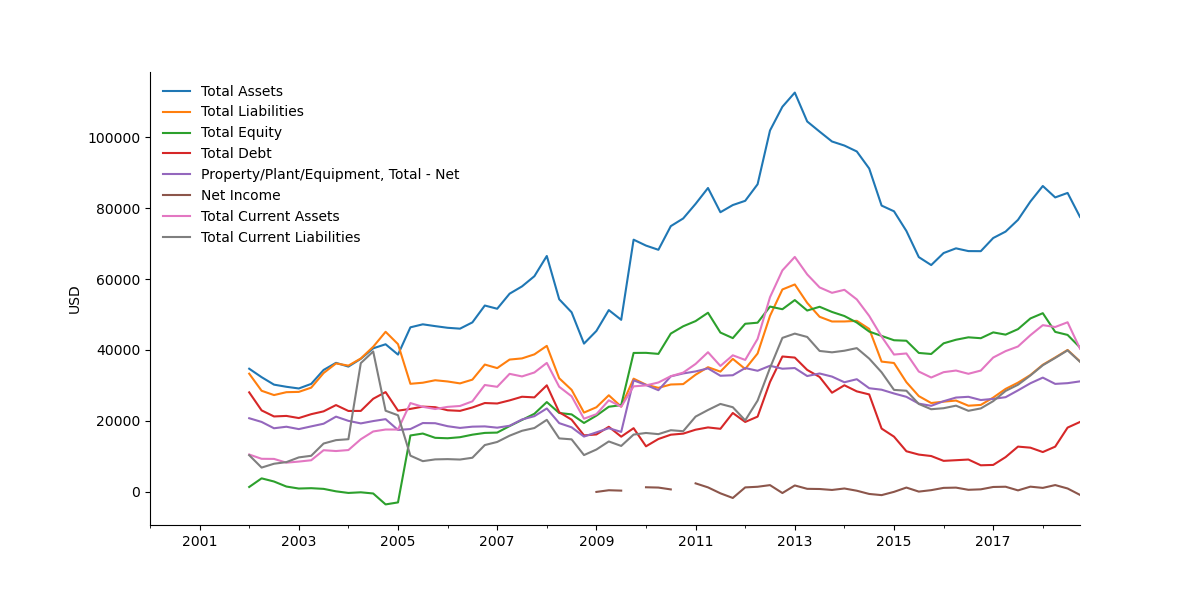 Total Assets
Total Liabilities
Total Equity
Total Debt
Property/Plant/Equipment, Total - Net
Net Income
Total Current Assets
Total Current Liabilities
USD
100000
80000
60000
40000
20000
0
2001 2003 2005 2007 2009 2011 2013 2015 2017